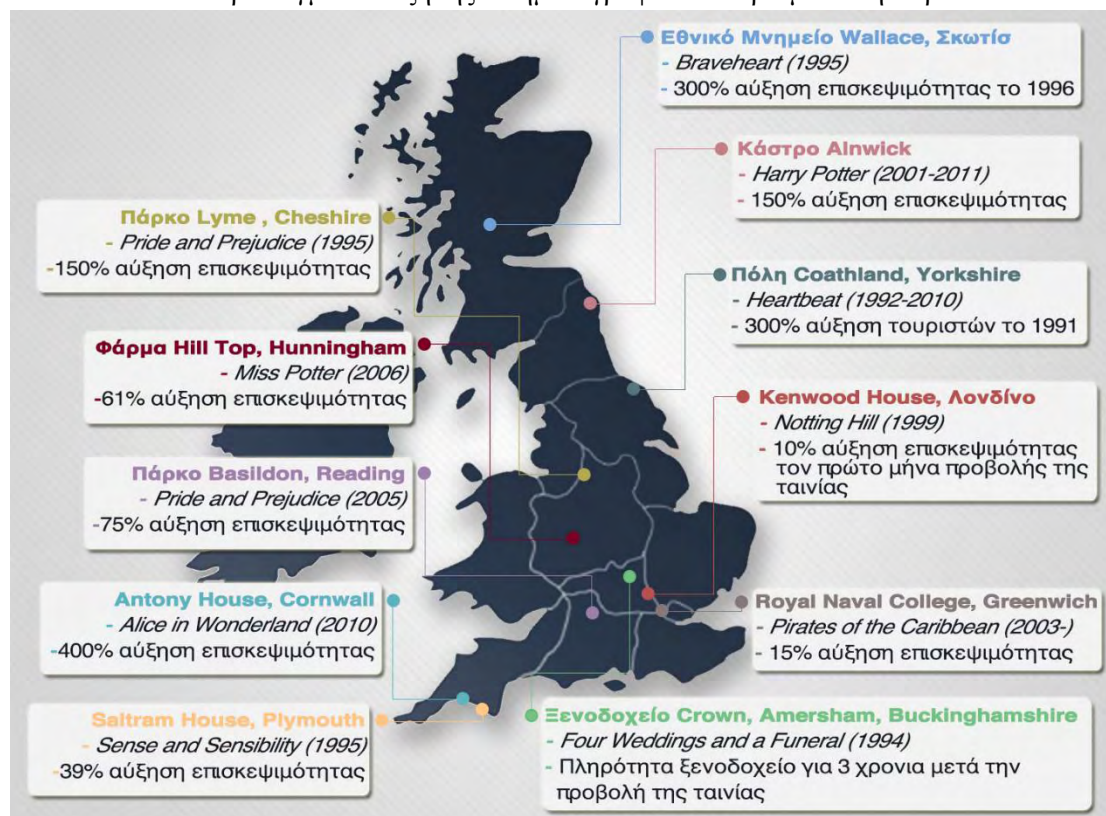 Εθνικό Μνημείο Wallace, Σκωτίσ
- Braveheart (1995)
- 300% αύξηση επισκεψιμότητας το 1996
Κάστρο Alnwick
- Harry Potter (2001-2011)
- 150% αύξηση επισκεψιμότητας
Πάρκο Lyme , Cheshire
- Pride and Prejudice (1995)
-150% αύξηση επισκεψιμότητας
Πόλη Coathland, Yorkshire
- Heartbeat (1992-2010)
- 300% αύξηση τουριστών το 1991
Φάρμα Hill Top, Hunningham
- Miss Potter (2006)
-61% αύξηση επισκεψιμότητας
Kenwood House, Λονδίνο
- Notting Hill (1999)
- 10% αύξηση επισκεψιμότητας
τον πρώτο μήνα προβολής της
ταινίας
Πάρκο Basildon, Reading
- Pride and Prejudice (2005)
-75% αύξηση επισκεψιμότητας
Antony House, Cornwall
- Alice in Wonderland (2010)
-400% αύξηση επισκεψιμότητας
Royal Naval College, Greenwich
- Pirates of the Caribbean (2003-)
- 15% αύξηση επισκεψιμότητας
Saltram House, Plymouth
- Sense and Sensibility (1995)
-39% αύξηση επισκεψιμότητας
Ξενοδοχείο Crown, Amersham, Buckinghamshire
- Four Weddings and a Funeral (1994)
- Πληρότητα ξενοδοχείο για 3 χρονια μετά την
προβολή της ταινίας